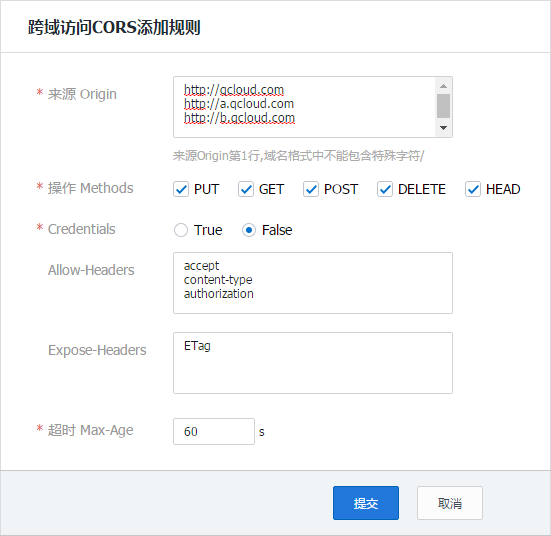 跨域访问CORS添加规则
* 来源 Origin
http://qcloud.com
http://a.qcloud.com
http://b.qcloud.com
来源Origin第1行,域名格式中不能包含特殊字符/
* 操作 Methods PUT GET POST DELETE HEAD
* Credentials True False
Allow-Headers
accept
content-type
authorization
Expose-Headers
ETag
* 超时 Max-Age 60 s
提交 取消